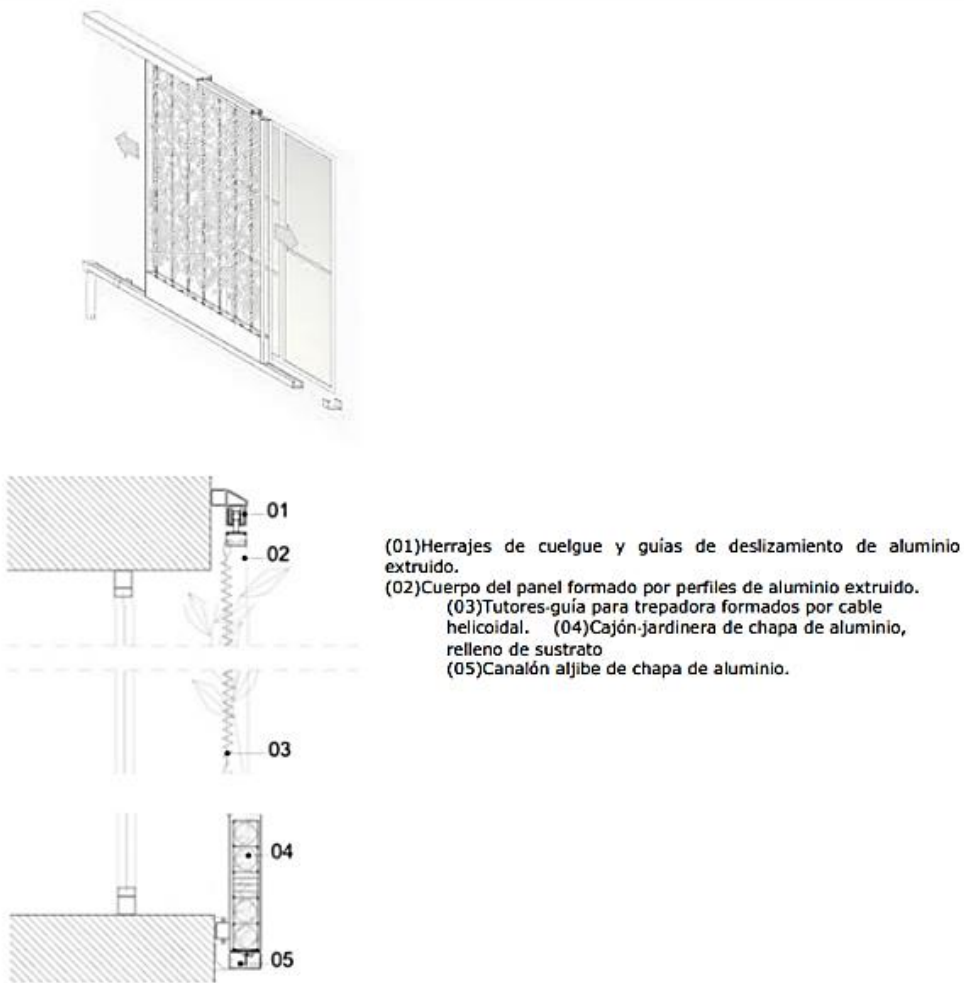 01
02
03
04
05
(01)Herrajes de cuelgue y guías de deslizamiento de aluminio
extruido.
(02)Cuerpo del panel formado por perfiles de aluminio extruido.
(03)Tutores-guía para trepadora formados por cable
helicoidal. (04)Cajón-jardinera de chapa de aluminio,
relleno de sustrato
(05)Canalón aljibe de chapa de aluminio.